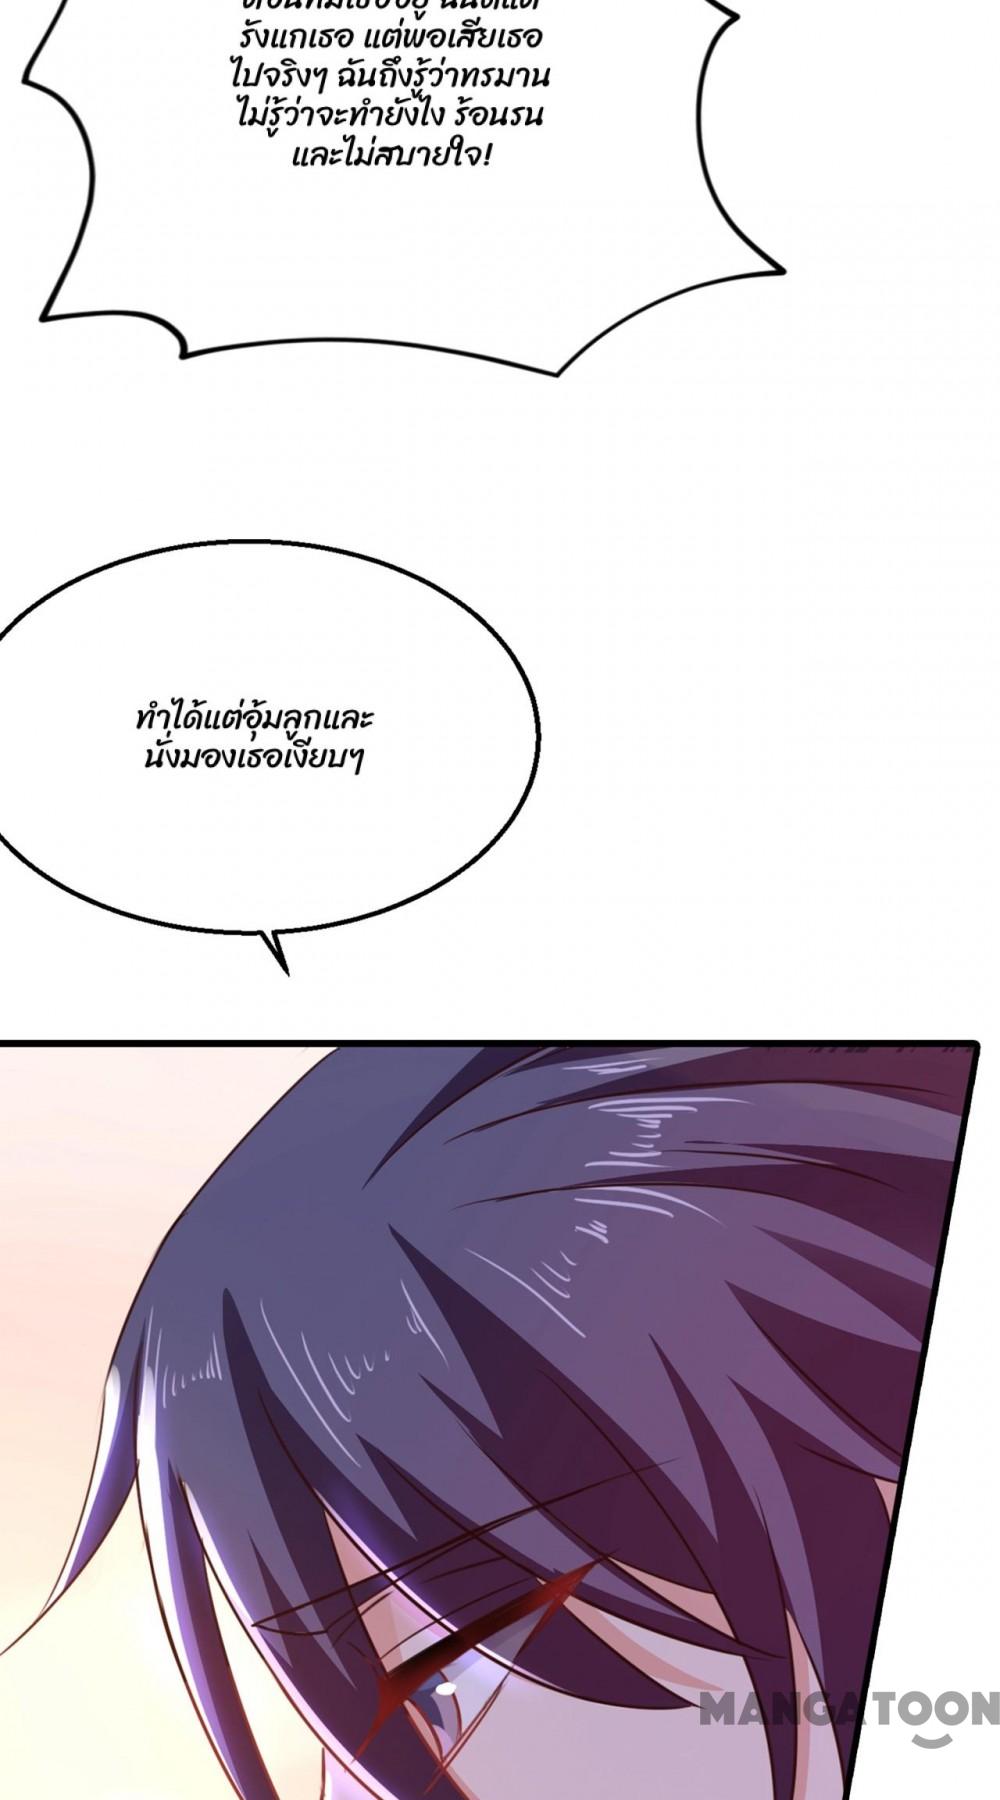 รังแกเธอ แต่พอเสียเธอ
ไปจริงๆ ฉันถึงรู้ว่าทรมาน
ไม่รู้ว่าจะทำยังไง ร้อนรน
และไม่สบายใจ!
ทำได้แต่อุ้มลูกและ
นั่งมองเธอเงียบๆ
MANGATOON